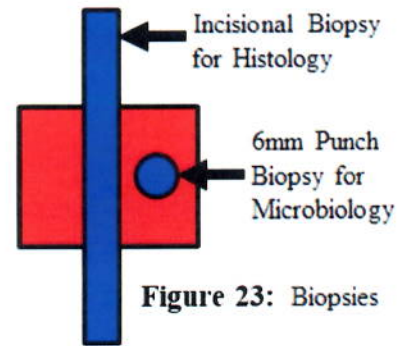 Incisional Biopsy
for Histology
6mm Punch
Biopsy for
Microbiology
Figure 23: Biopsies